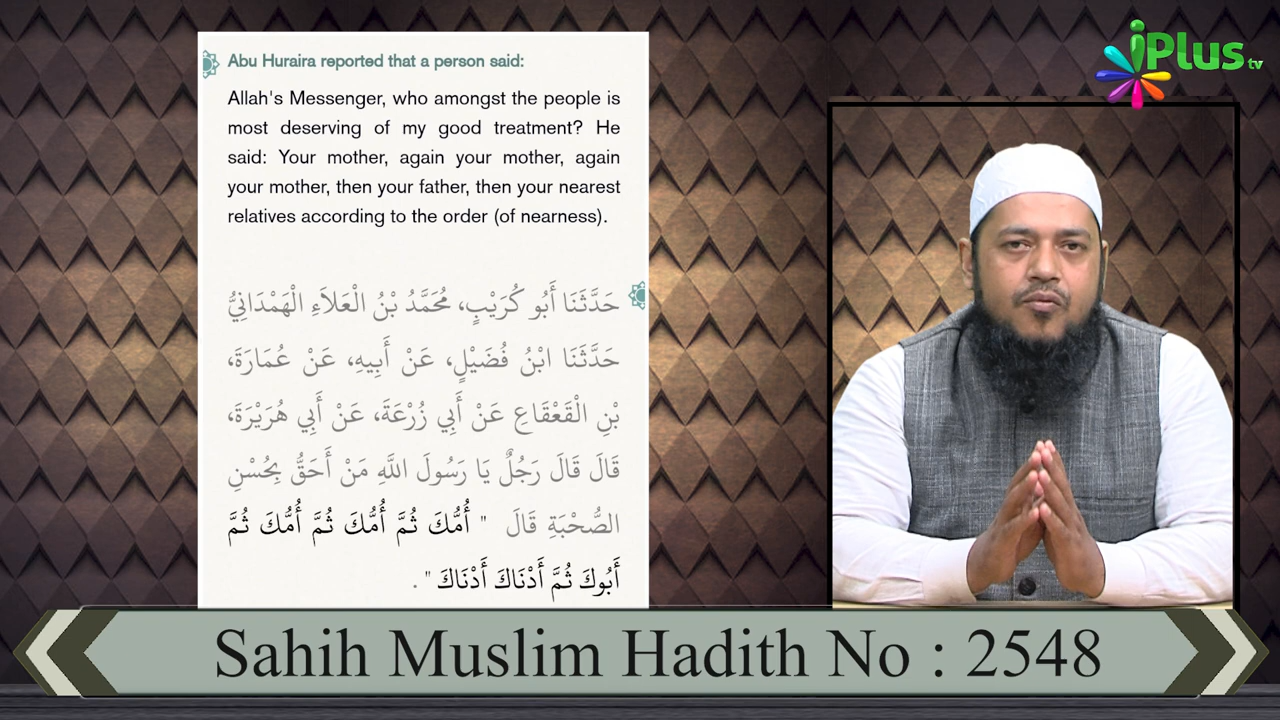 iPlus tv
Abu Huraira reported that a person said:
Allah's Messenger, who amongst the people is
most deserving of my good treatment? He
said: Your mother, again your mother, again
your mother, then your father, then your nearest
relatives according to the order (of nearness).
حَدَّثَنَا أَبُو كُرَيْبٍ، مُحَمَّدُ بْنُ الْعَلاَءِ الْهَمْدَانِيُّ
حَدَّثَنَا ابْنُ فُضَيْلٍ، عَنْ أَبِيهِ، عَنْ عُمَارَةَ،
بْنِ الْقَعْقَاعِ عَنْ أَبِي زُرْعَةَ، عَنْ أَبِي هُرَيْرَةَ،
قَالَ قَالَ رَجُلٌ يَا رَسُولَ اللَّهِ مَنْ أَحَقُّ بِحُسْنِ
الصُّحْبَةِ قَالَ ‏"‏ أُمُّكَ ثُمَّ أُمُّكَ ثُمَّ أُمُّكَ ثُمَّ
أَبُوكَ ثُمَّ أَدْنَاكَ أَدْنَاكَ ‏"‏ ‏.‏
Sahih Muslim Hadith No : 2548